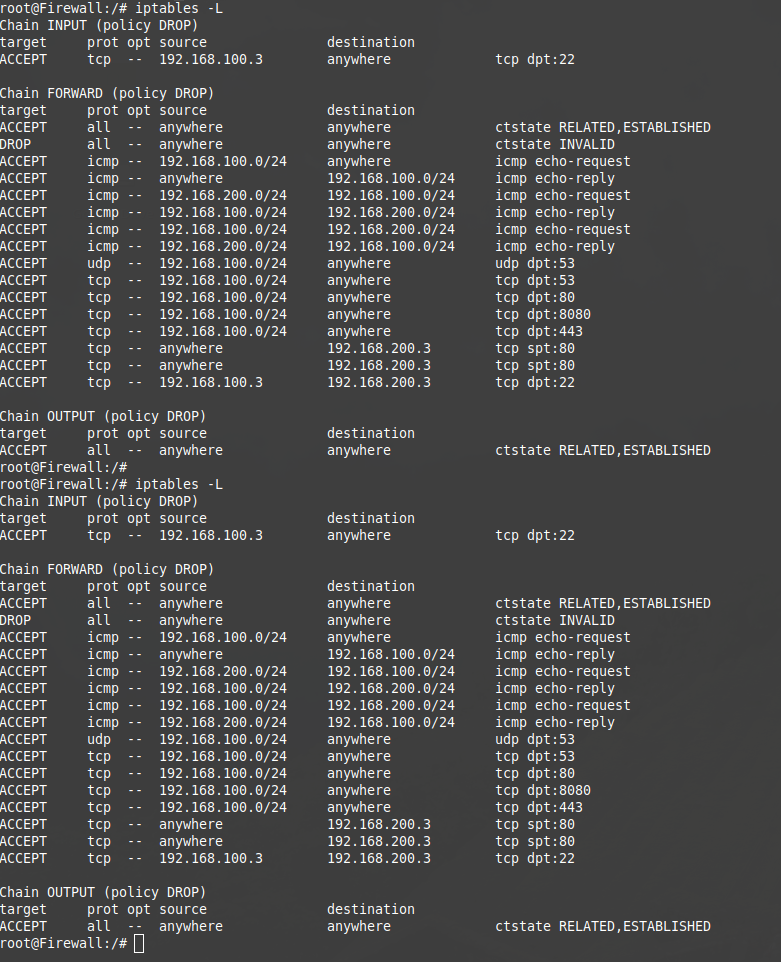 root@Firewall:/# iptables -L
Chain INPUT (policy DROP)
target     prot opt source               destination
ACCEPT     tcp  --  192.168.100.3        anywhere             tcp dpt:22

Chain FORWARD (policy DROP)
target     prot opt source               destination
ACCEPT     all  --  anywhere             anywhere             ctstate RELATED,ESTABLISHED
DROP       all  --  anywhere             anywhere             ctstate INVALID
ACCEPT     icmp --  192.168.100.0/24     anywhere             icmp echo-request
ACCEPT     icmp --  anywhere             192.168.100.0/24     icmp echo-reply
ACCEPT     icmp --  192.168.200.0/24     192.168.100.0/24     icmp echo-request
ACCEPT     icmp --  192.168.100.0/24     192.168.200.0/24     icmp echo-reply
ACCEPT     icmp --  192.168.100.0/24     192.168.200.0/24     icmp echo-request
ACCEPT     icmp --  192.168.200.0/24     192.168.100.0/24     icmp echo-reply
ACCEPT     udp  --  192.168.100.0/24     anywhere             udp dpt:53
ACCEPT     tcp  --  192.168.100.0/24     anywhere             tcp dpt:53
ACCEPT     tcp  --  192.168.100.0/24     anywhere             tcp dpt:80
ACCEPT     tcp  --  192.168.100.0/24     anywhere             tcp dpt:8080
ACCEPT     tcp  --  192.168.100.0/24     anywhere             tcp dpt:443
ACCEPT     tcp  --  anywhere             192.168.200.3        tcp spt:80
ACCEPT     tcp  --  anywhere             192.168.200.3        tcp spt:80
ACCEPT     tcp  --  192.168.100.3        192.168.200.3        tcp dpt:22

Chain OUTPUT (policy DROP)
target     prot opt source               destination
ACCEPT     all  --  anywhere             anywhere             ctstate RELATED,ESTABLISHED
root@Firewall:/#
root@Firewall:/# iptables -L
Chain INPUT (policy DROP)
target     prot opt source               destination
ACCEPT     tcp  --  192.168.100.3        anywhere             tcp dpt:22

Chain FORWARD (policy DROP)
target     prot opt source               destination
ACCEPT     all  --  anywhere             anywhere             ctstate RELATED,ESTABLISHED
DROP       all  --  anywhere             anywhere             ctstate INVALID
ACCEPT     icmp --  192.168.100.0/24     anywhere             icmp echo-request
ACCEPT     icmp --  anywhere             192.168.100.0/24     icmp echo-reply
ACCEPT     icmp --  192.168.200.0/24     192.168.100.0/24     icmp echo-request
ACCEPT     icmp --  192.168.100.0/24     192.168.200.0/24     icmp echo-reply
ACCEPT     icmp --  192.168.100.0/24     192.168.200.0/24     icmp echo-request
ACCEPT     icmp --  192.168.200.0/24     192.168.100.0/24     icmp echo-reply
ACCEPT     udp  --  192.168.100.0/24     anywhere             udp dpt:53
ACCEPT     tcp  --  192.168.100.0/24     anywhere             tcp dpt:53
ACCEPT     tcp  --  192.168.100.0/24     anywhere             tcp dpt:80
ACCEPT     tcp  --  192.168.100.0/24     anywhere             tcp dpt:8080
ACCEPT     tcp  --  192.168.100.0/24     anywhere             tcp dpt:443
ACCEPT     tcp  --  anywhere             192.168.200.3        tcp spt:80
ACCEPT     tcp  --  anywhere             192.168.200.3        tcp spt:80
ACCEPT     tcp  --  192.168.100.3        192.168.200.3        tcp dpt:22

Chain OUTPUT (policy DROP)
target     prot opt source               destination
ACCEPT     all  --  anywhere             anywhere             ctstate RELATED,ESTABLISHED
root@Firewall:/#